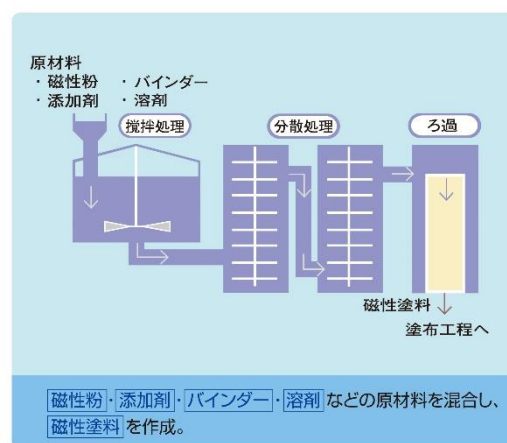 原材料
・磁性粉 ・バインダー
・添加剤 ・溶剤
撹拌処理
分散処理
ろ過
磁性塗料
塗布工程へ
磁性粉・添加剤・バインダー・溶剤などの原材料を混合し、
磁性塗料を作成。